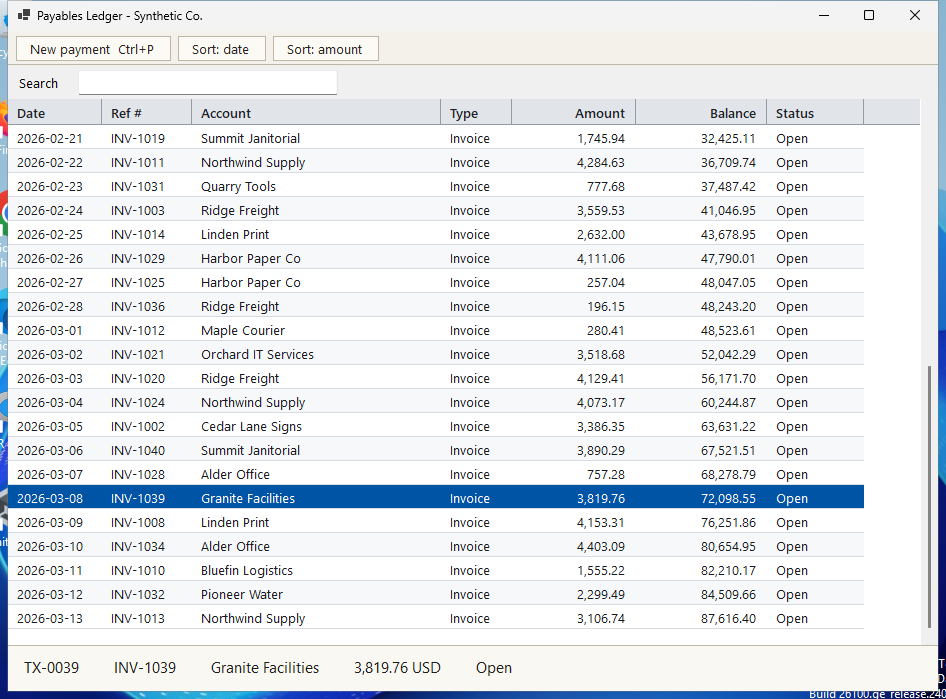 Payables Ledger - Synthetic Co.
New payment Ctrl+P Sort: date Sort: amount
Search
Date Ref # Account Type Amount Balance Status
2026-02-21 INV-1019 Summit Janitorial Invoice 1,745.94 32,425.11 Open
2026-02-22 INV-1011 Northwind Supply Invoice 4,284.63 36,709.74 Open
2026-02-23 INV-1031 Quarry Tools Invoice 777.68 37,487.42 Open
2026-02-24 INV-1003 Ridge Freight Invoice 3,559.53 41,046.95 Open
2026-02-25 INV-1014 Linden Print Invoice 2,632.00 43,678.95 Open
2026-02-26 INV-1029 Harbor Paper Co Invoice 4,111.06 47,790.01 Open
2026-02-27 INV-1025 Harbor Paper Co Invoice 257.04 48,047.05 Open
2026-02-28 INV-1036 Ridge Freight Invoice 196.15 48,243.20 Open
2026-03-01 INV-1012 Maple Courier Invoice 280.41 48,523.61 Open
2026-03-02 INV-1021 Orchard IT Services Invoice 3,518.68 52,042.29 Open
2026-03-03 INV-1020 Ridge Freight Invoice 4,129.41 56,171.70 Open
2026-03-04 INV-1024 Northwind Supply Invoice 4,073.17 60,244.87 Open
2026-03-05 INV-1002 Cedar Lane Signs Invoice 3,386.35 63,631.22 Open
2026-03-06 INV-1040 Summit Janitorial Invoice 3,890.29 67,521.51 Open
2026-03-07 INV-1028 Alder Office Invoice 757.28 68,278.79 Open
2026-03-08 INV-1039 Granite Facilities Invoice 3,819.76 72,098.55 Open
2026-03-09 INV-1008 Linden Print Invoice 4,153.31 76,251.86 Open
2026-03-10 INV-1034 Alder Office Invoice 4,403.09 80,654.95 Open
2026-03-11 INV-1010 Bluefin Logistics Invoice 1,555.22 82,210.17 Open
2026-03-12 INV-1032 Pioneer Water Invoice 2,299.49 84,509.66 Open
2026-03-13 INV-1013 Northwind Supply Invoice 3,106.74 87,616.40 Open
TX-0039 INV-1039 Granite Facilities 3,819.76 USD Open
Build 26100.ge_release.240